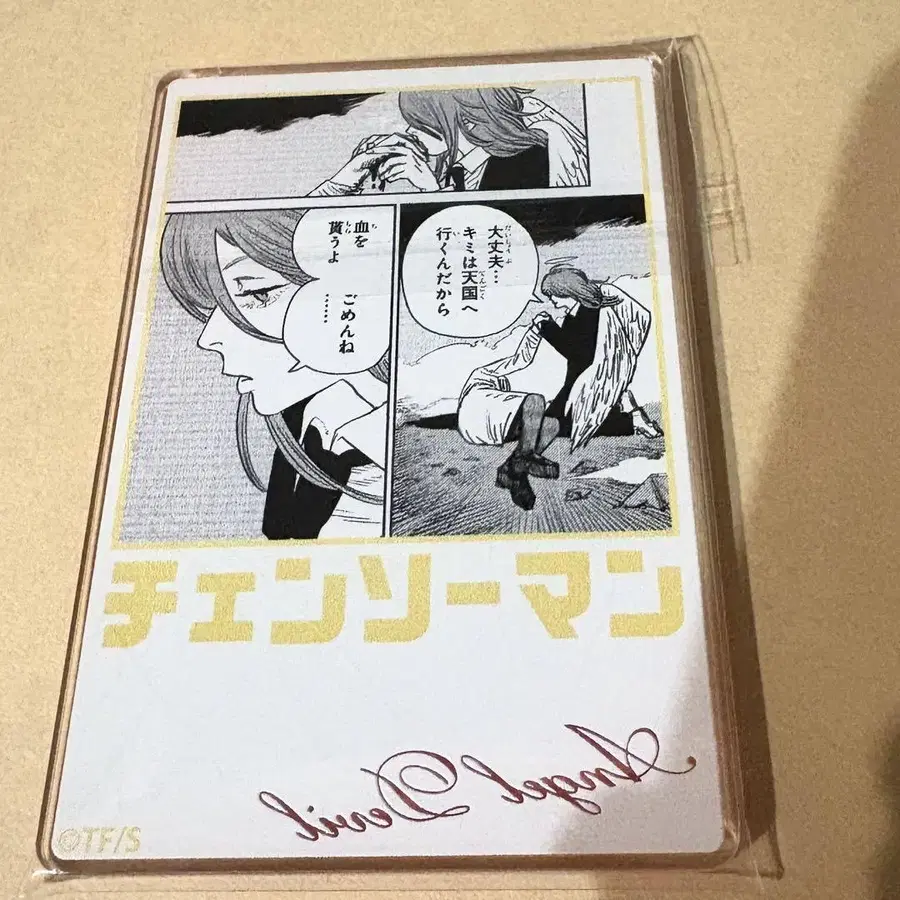 大丈夫…
キミは天国へ
行くんだから
血を
貰うよ
ごめんね
……
チェンソーマン
Angel Devil
©TF/S